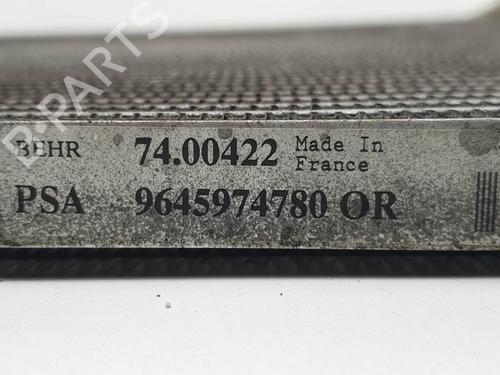 B-PARTS
BEHR 74.00422 Made In
France
PSA 9645974780 OR